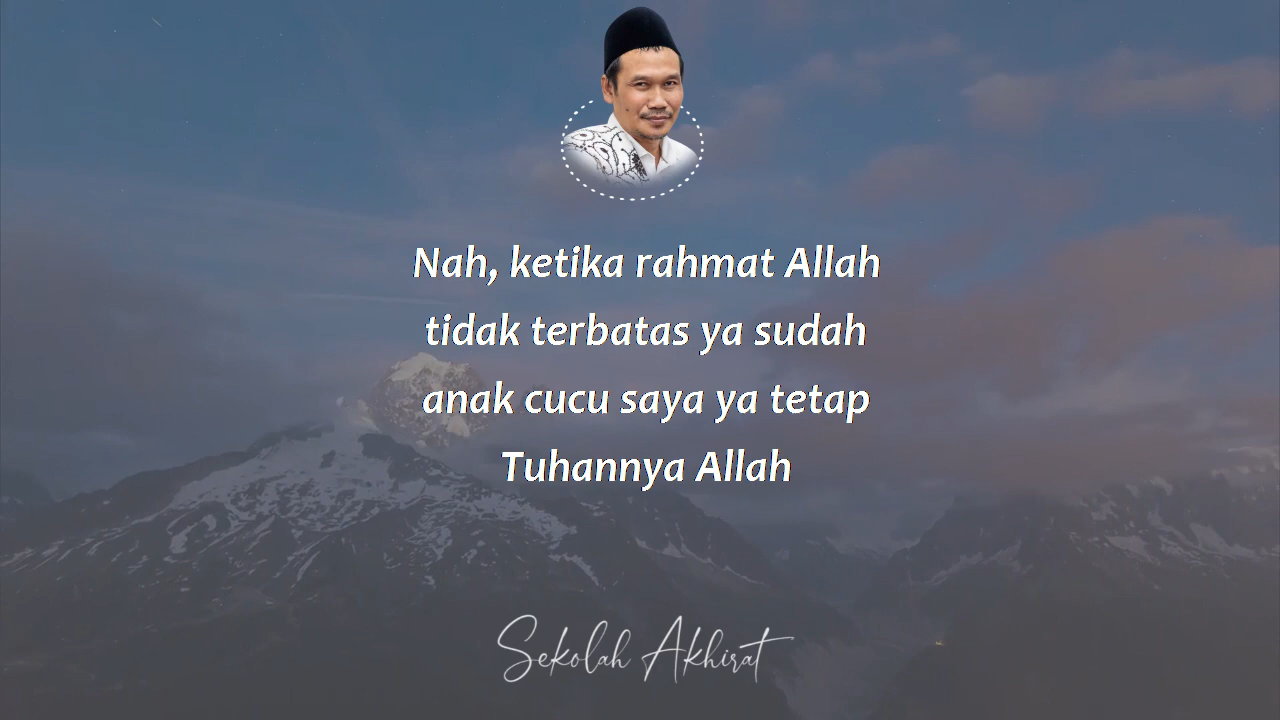 Nah, ketika rahmat Allah
tidak terbatas ya sudah
anak cucu saya ya tetap
Tuhannya Allah
Sekolah Akhirat